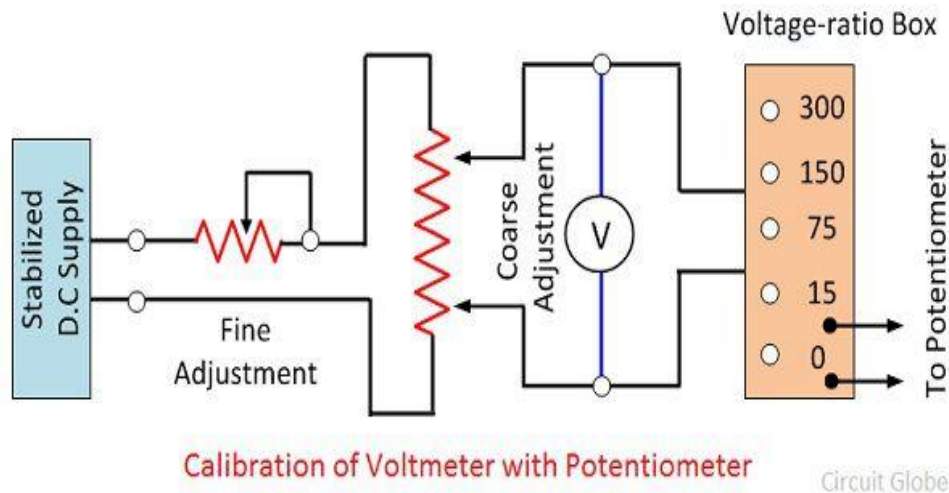 Voltage-ratio Box
Stabilized
D.C Supply
Fine
Adjustment
Coarse
Adjustment
V
300
150
75
15
0
To Potentiometer
Calibration of Voltmeter with Potentiometer
Circuit Globe